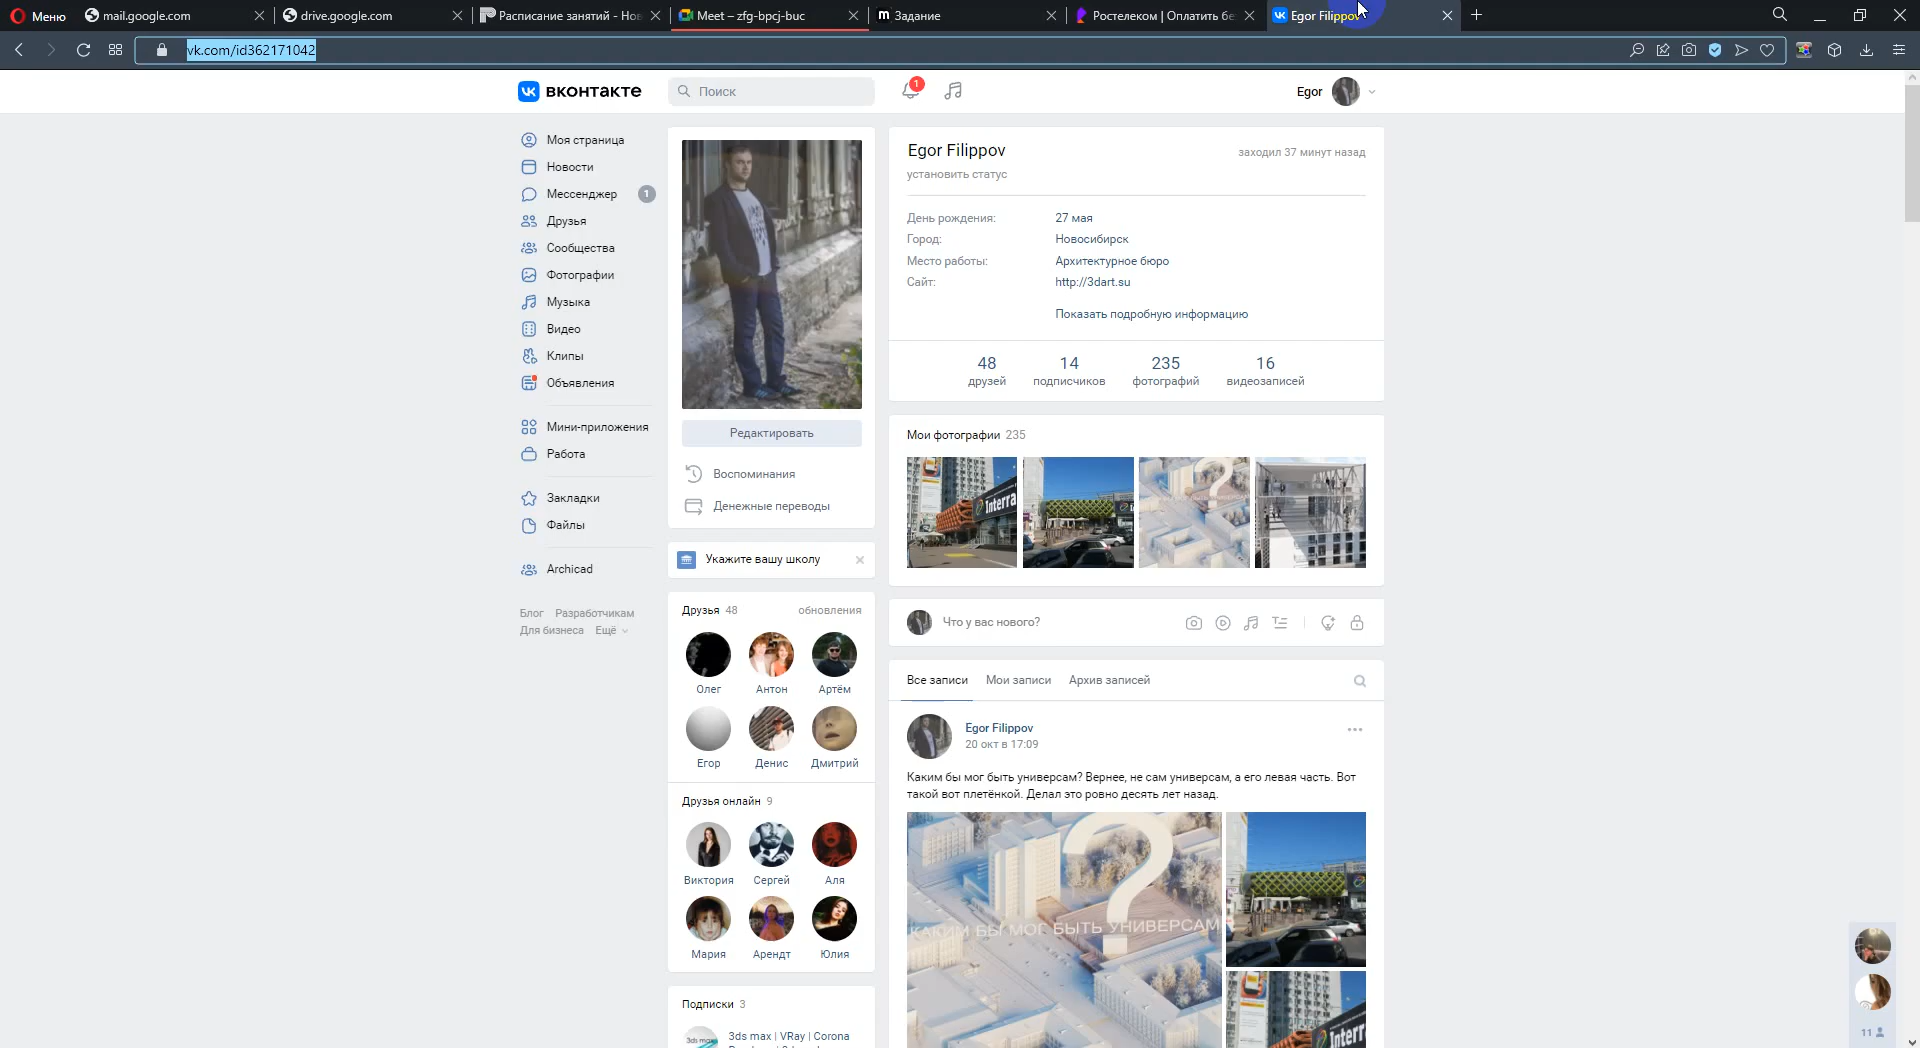 Меню
mail.google.com
drive.google.com
Расписание занятий - Нов
Meet – zfg-bpcj-buc
Задание
Ростелеком | Оплатить бе
Egor Filippov
vk.com/id362171042
вконтакте
Поиск
1
Egor
Моя страница
Новости
Мессенджер
1
Друзья
Сообщества
Фотографии
Музыка
Видео
Клипы
Объявления
Мини-приложения
Работа
Закладки
Файлы
Archicad
Блог Разработчикам
Для бизнеса Ещё
Редактировать
Воспоминания
Денежные переводы
Укажите вашу школу
Друзья 48
обновления
Олег
Антон
Артём
Егор
Денис
Дмитрий
Друзья онлайн 9
Виктория
Сергей
Аля
Мария
Арендт
Юлия
Подписки 3
3ds max
3ds max | VRay | Corona
Egor Filippov
заходил 37 минут назад
установить статус
День рождения:
27 мая
Город:
Новосибирск
Место работы:
Архитектурное бюро
Сайт:
http://3dart.su
Показать подробную информацию
48
друзей
14
подписчиков
235
фотографий
16
видеозаписей
Мои фотографии 235
Interra
?
Что у вас нового?
Все записи
Мои записи
Архив записей
Egor Filippov
20 окт в 17:09
Каким бы мог быть универсам? Вернее, не сам универсам, а его левая часть. Вот
такой вот плетёнкой. Делал это ровно десять лет назад.
?
КАКИМ БЫ МОГ БЫТЬ УНИВЕРСАМ
Interr
11